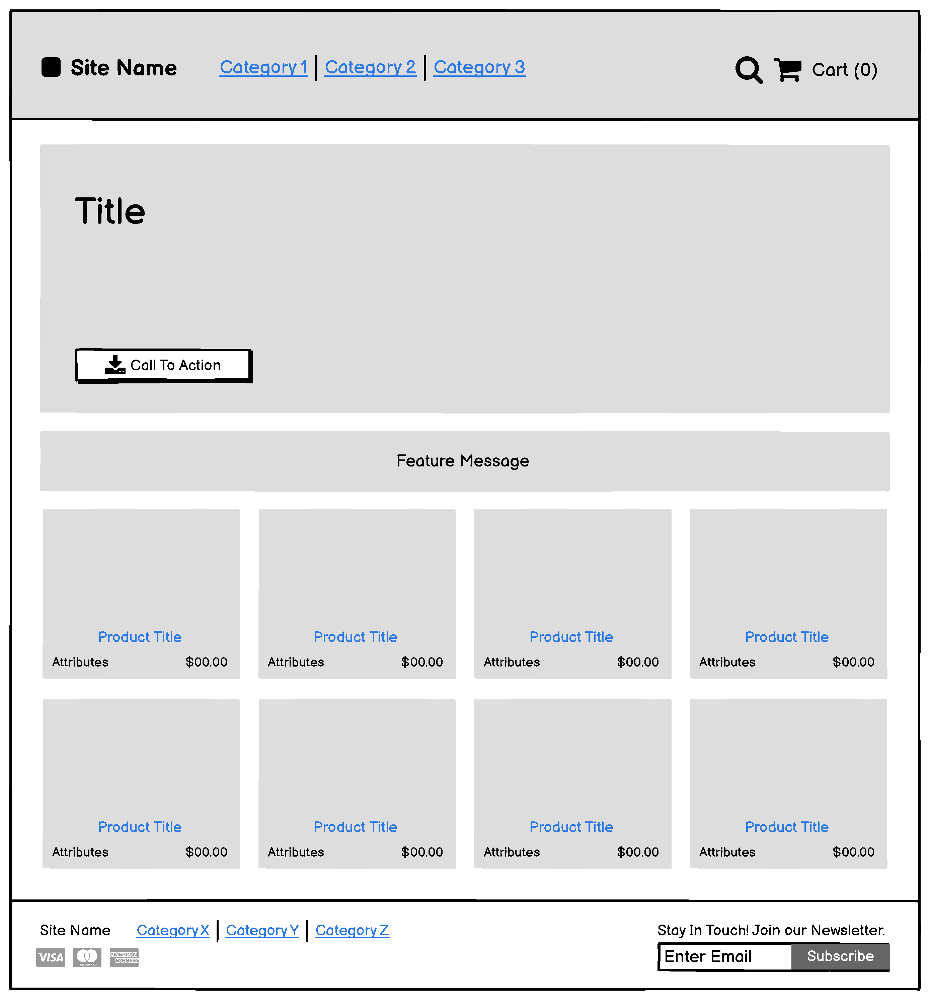 Site Name Category 1 Category 2 Category 3 Cart (0)
Title
Call To Action
Feature Message
Product Title Product Title Product Title Product Title
Attributes $00.00 Attributes $00.00 Attributes $00.00 Attributes $00.00
Product Title Product Title Product Title Product Title
Attributes $00.00 Attributes $00.00 Attributes $00.00 Attributes $00.00
Site Name Category X Category Y Category Z
VISA mastercard AMERICAN EXPRESS
Stay In Touch! Join our Newsletter.
Enter Email Subscribe